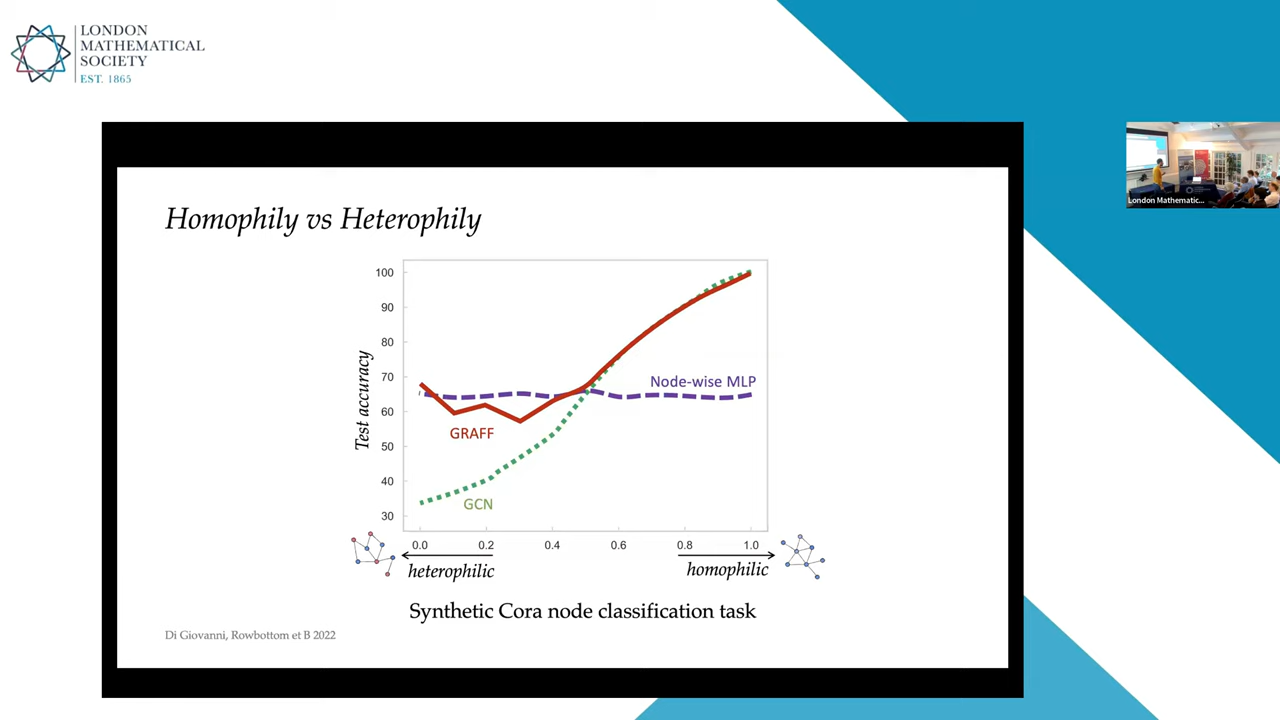 LONDON
MATHEMATICAL
SOCIETY
EST. 1865
London Mathematic...
Homophily vs Heterophily
100
90
80
70
60
50
40
30
Test accuracy
Node-wise MLP
GRAFF
GCN
0.0 0.2 0.4 0.6 0.8 1.0
heterophilic homophilic
Synthetic Cora node classification task
Di Giovanni, Rowbottom et B 2022